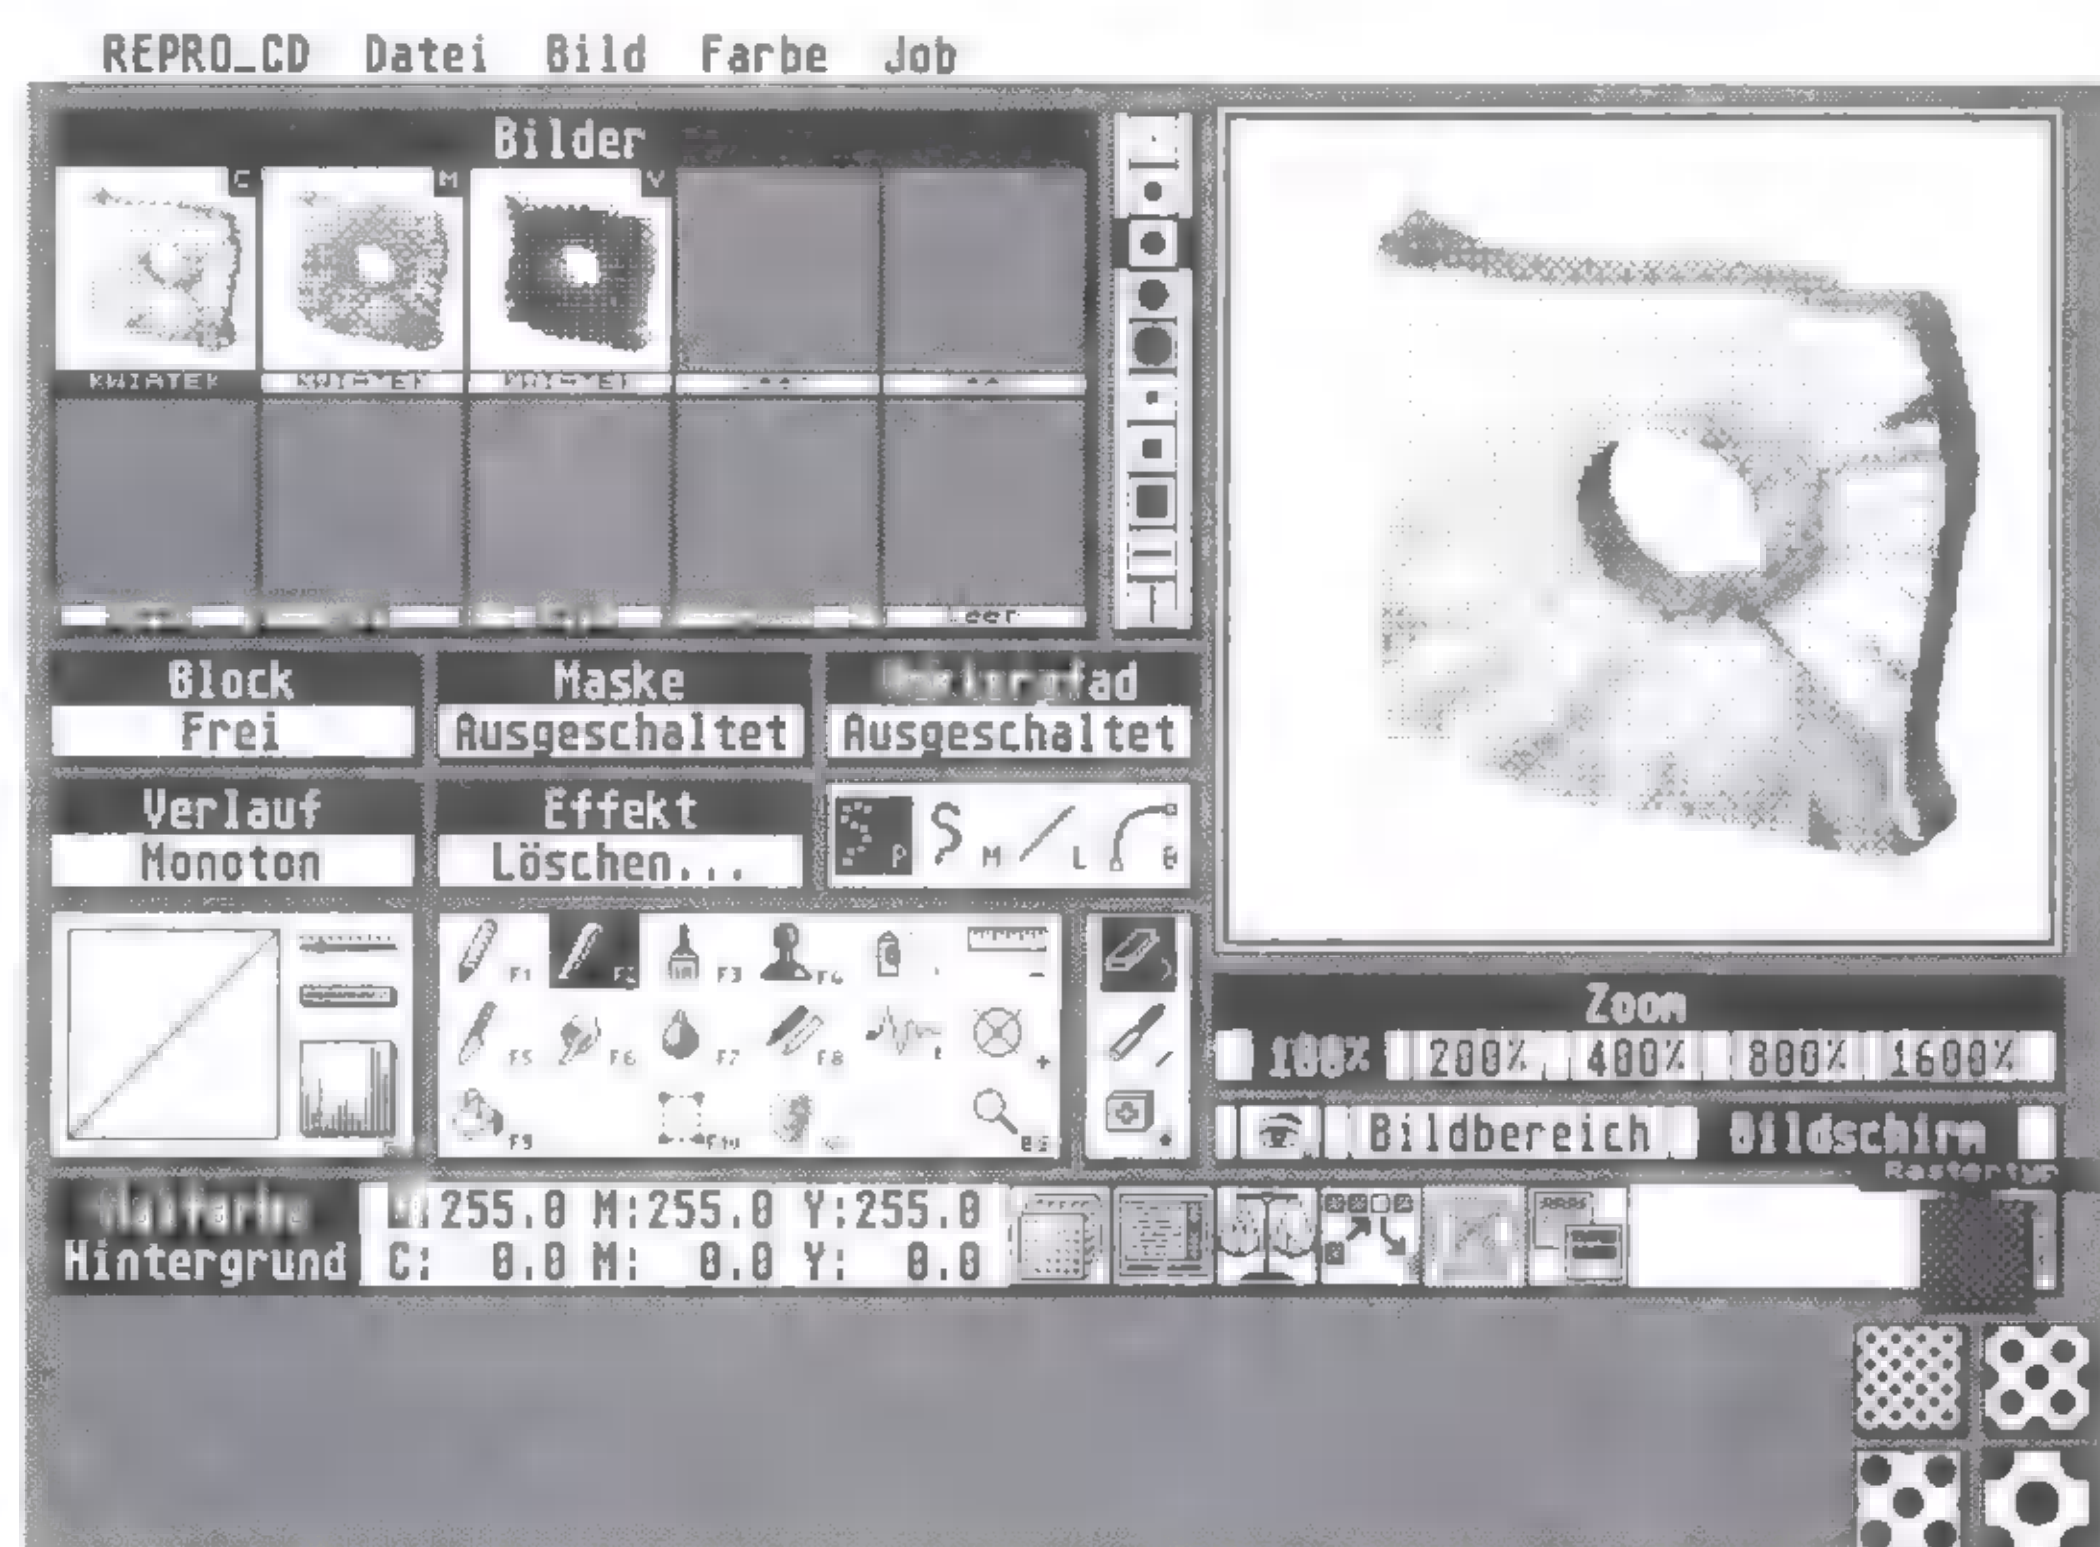 REPRO_CD Datei Bild Farbe Job
Bilder
C M Y
KWIATEK
Leer
Block Maske
Frei Ausgeschaltet Ausgeschaltet
Verlauf Effekt
Monoton Löschen...
P M L B
F1 F2 F3 F4
F5 F6 F7 F8
F9 F10
Zoom
100% 200% 400% 800% 1600%
Bildbereich Bildschirm
Rastertyp
255.0 M:255.0 Y:255.0
Hintergrund C: 0.0 M: 0.0 Y: 0.0